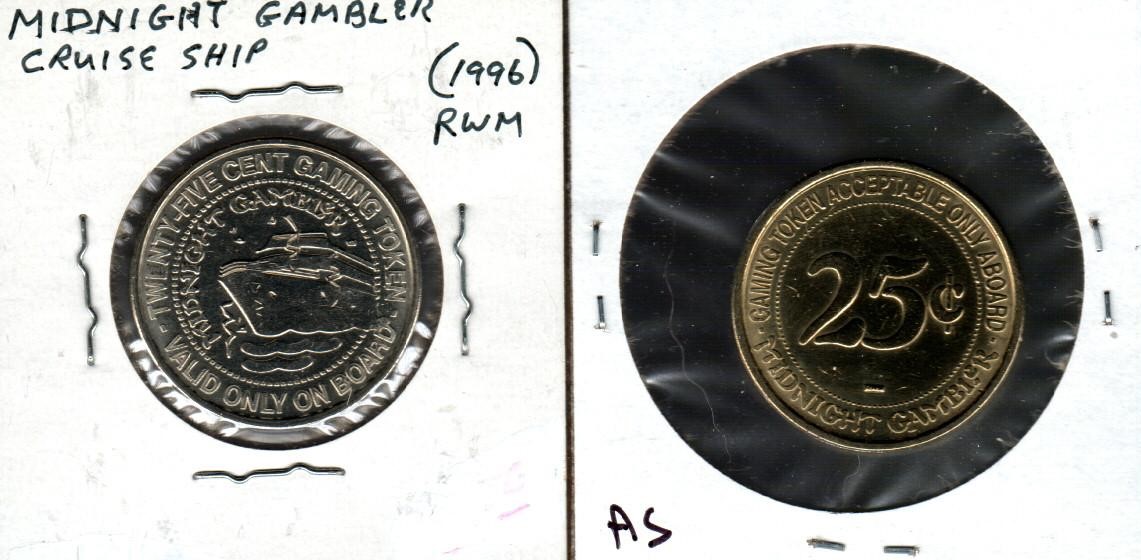 MIDNIGHT GAMBLER
CRUISE SHIP
(1996)
RWM
- TWENTY-FIVE CENT GAMING TOKEN -
VALID ONLY ON BOARD
MIDNIGHT GAMBLER
· GAMING TOKEN ACCEPTABLE ONLY ABOARD ·
25¢
MIDNIGHT GAMBLER
AS